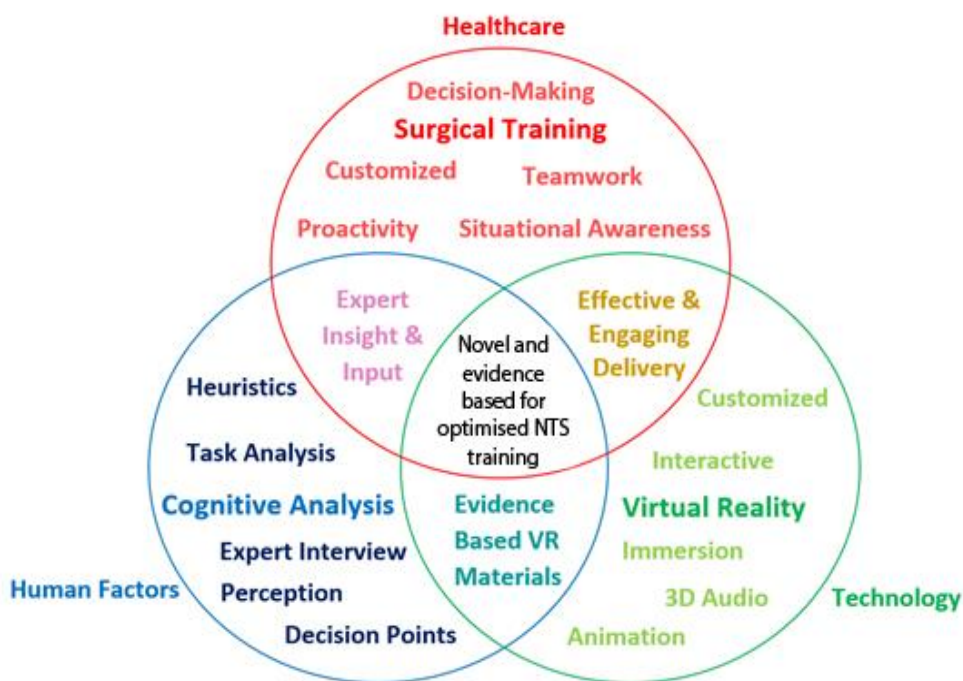 Healthcare
Decision-Making
Surgical Training
Customized
Teamwork
Proactivity
Situational Awareness
Expert
Insight &
Input
Effective &
Engaging
Delivery
Novel and
evidence
based for
optimised NTS
training
Heuristics
Task Analysis
Cognitive Analysis
Expert Interview
Perception
Decision Points
Human Factors
Evidence
Based VR
Materials
Customized
Interactive
Virtual Reality
Immersion
3D Audio
Animation
Technology